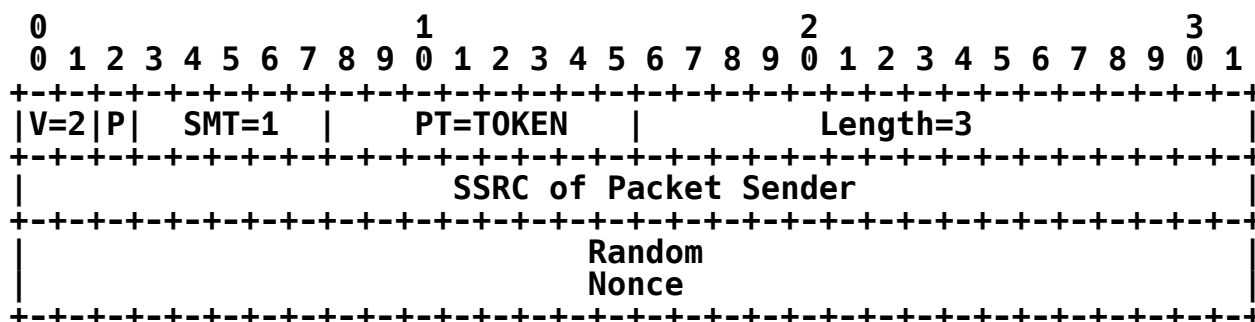 0                   1                   2                   3
 0 1 2 3 4 5 6 7 8 9 0 1 2 3 4 5 6 7 8 9 0 1 2 3 4 5 6 7 8 9 0 1
+-+-+-+-+-+-+-+-+-+-+-+-+-+-+-+-+-+-+-+-+-+-+-+-+-+-+-+-+-+-+-+-+
|V=2|P|  SMT=1  |    PT=TOKEN   |         Length=3              |
+-+-+-+-+-+-+-+-+-+-+-+-+-+-+-+-+-+-+-+-+-+-+-+-+-+-+-+-+-+-+-+-+
|                      SSRC of Packet Sender                    |
+-+-+-+-+-+-+-+-+-+-+-+-+-+-+-+-+-+-+-+-+-+-+-+-+-+-+-+-+-+-+-+-+
|                             Random                            |
|                             Nonce                             |
+-+-+-+-+-+-+-+-+-+-+-+-+-+-+-+-+-+-+-+-+-+-+-+-+-+-+-+-+-+-+-+-+